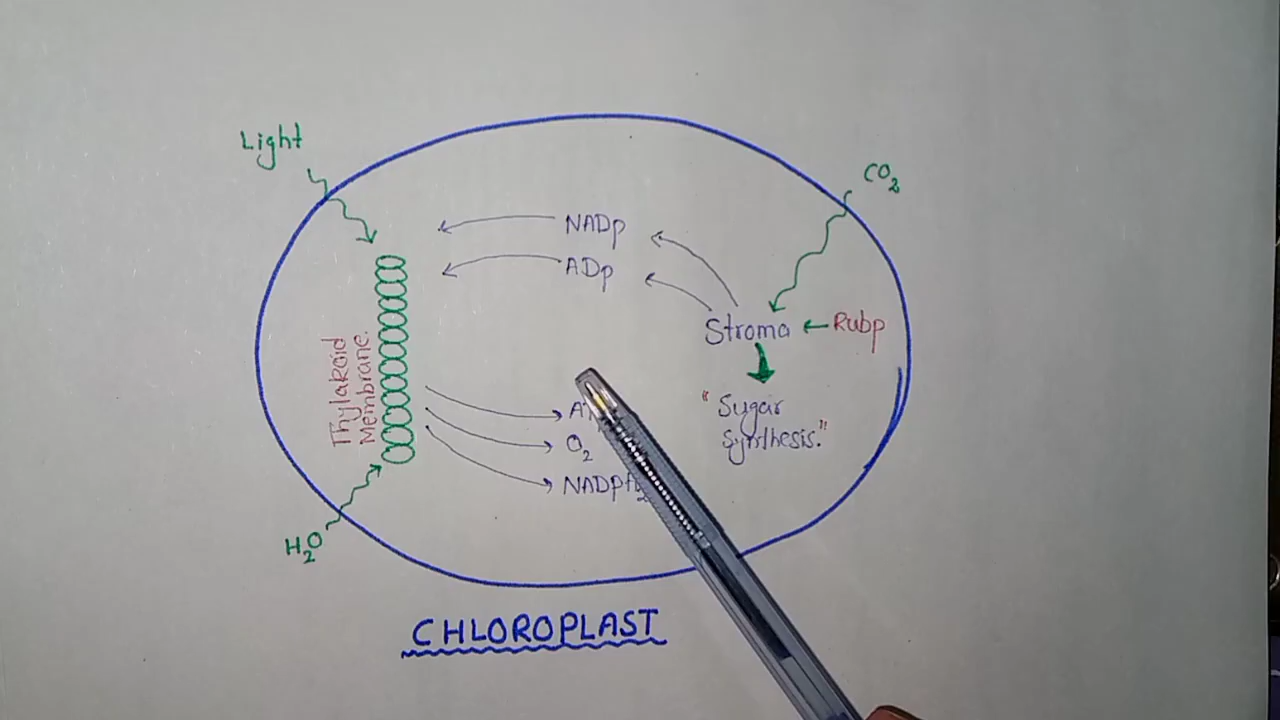 Light
CO2
NADp
ADp
Stroma
Rubp
Thylakoid
Membrane.
"Sugar
Synthesis."
O2
H2O
CHLOROPLAST